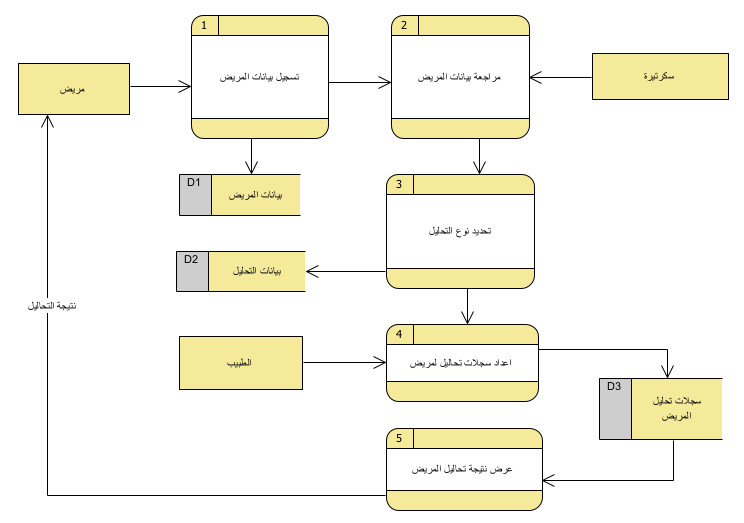 1
تسجيل بيانات المريض
2
مراجعة بيانات المريض
مريض
سكرتيرة
D1
بيانات المريض
3
تحديد نوع التحليل
D2
بيانات التحليل
نتيجة التحاليل
4
اعداد سجلات تحاليل لمريض
الطبيب
D3
سجلات تحليل
المريض
5
عرض نتيجة تحاليل المريض